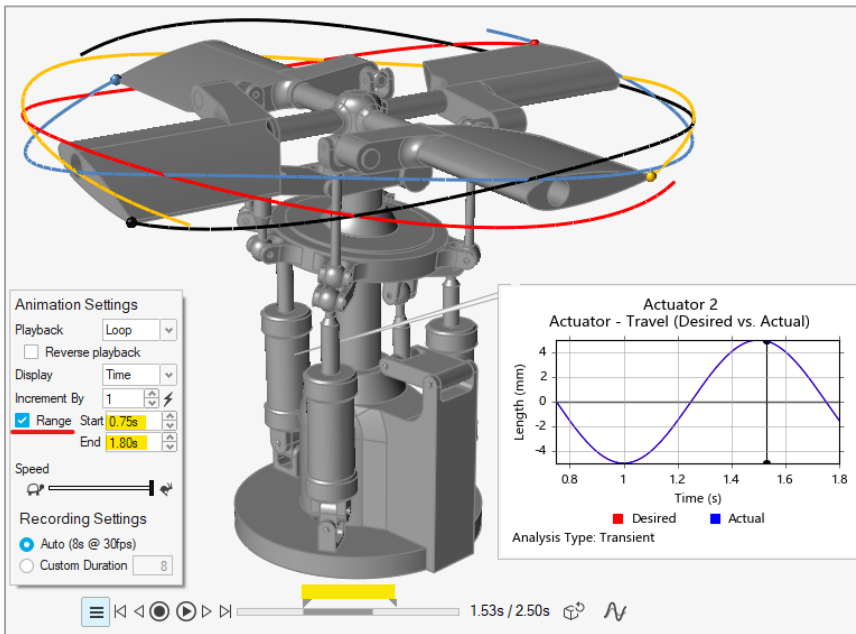 Animation Settings
Playback Loop
Reverse playback
Display Time
Increment By 1
Range Start 0.75s
End 1.80s
Speed
Recording Settings
Auto (8s @ 30fps)
Custom Duration 8
Actuator 2
Actuator - Travel (Desired vs. Actual)
Length (mm)
4
2
0
-2
-4
0.8 1 1.2 1.4 1.6 1.8
Time (s)
Desired Actual
Analysis Type: Transient
1.53s / 2.50s